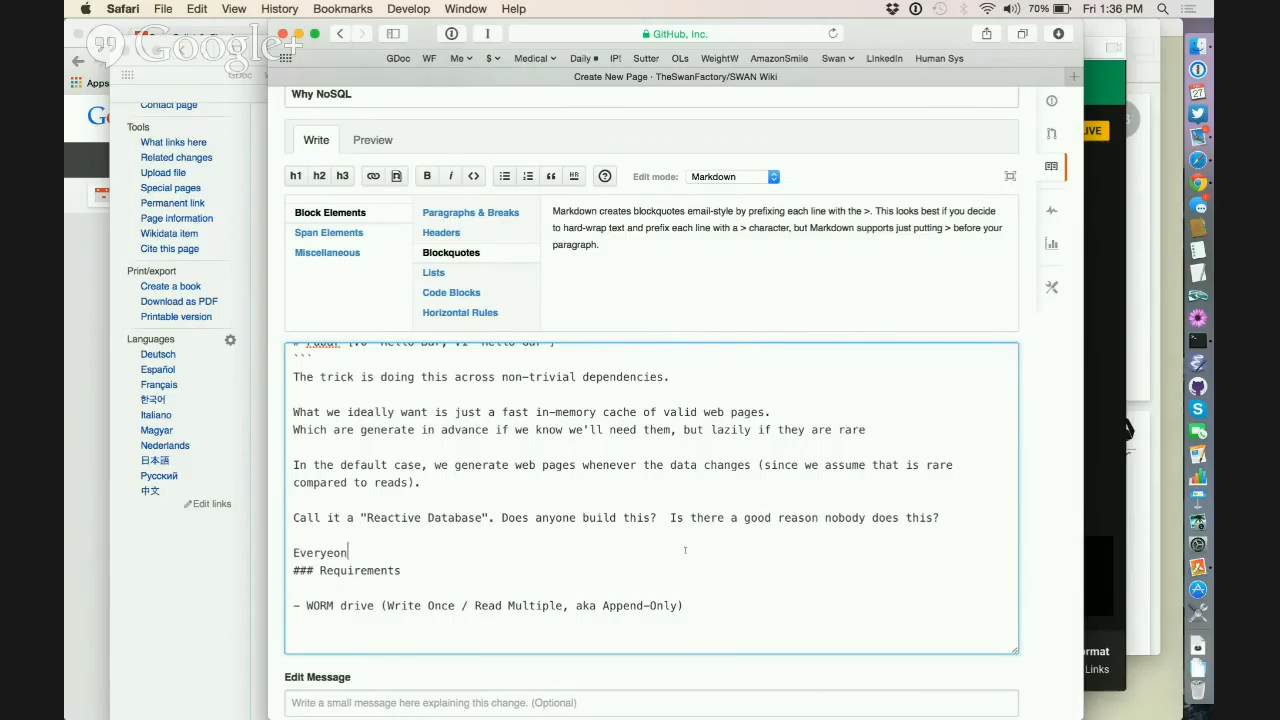 Safari File Edit View History Bookmarks Develop Window Help
70% Fri 1:36 PM
Google+
GitHub, Inc.
GDoc WF Me $ Medical Daily IP! Sutter OLs WeightW AmazonSmile Swan LinkedIn Human Sys
Create New Page · TheSwanFactory/SWAN Wiki
Apps
Contact page
Tools
What links here
Related changes
Upload file
Special pages
Permanent link
Page information
Wikidata item
Cite this page
Print/export
Create a book
Download as PDF
Printable version
Languages
Deutsch
Español
Français
한국어
Italiano
Magyar
Nederlands
日本語
Русский
中文
Edit links
Why NoSQL
Write Preview
h1 h2 h3 B i Edit mode: Markdown
Block Elements
Span Elements
Miscellaneous
Paragraphs & Breaks
Headers
Blockquotes
Lists
Code Blocks
Horizontal Rules
Markdown creates blockquotes email-style by prefixing each line with the >. This looks best if you decide
to hard-wrap text and prefix each line with a > character, but Markdown supports just putting > before your
paragraph.
```
The trick is doing this across non-trivial dependencies.
What we ideally want is just a fast in-memory cache of valid web pages.
Which are generate in advance if we know we'll need them, but lazily if they are rare
In the default case, we generate web pages whenever the data changes (since we assume that is rare
compared to reads).
Call it a "Reactive Database". Does anyone build this?  Is there a good reason nobody does this?
Everyeon
### Requirements
- WORM drive (Write Once / Read Multiple, aka Append-Only)
Edit Message
Write a small message here explaining this change. (Optional)
Links